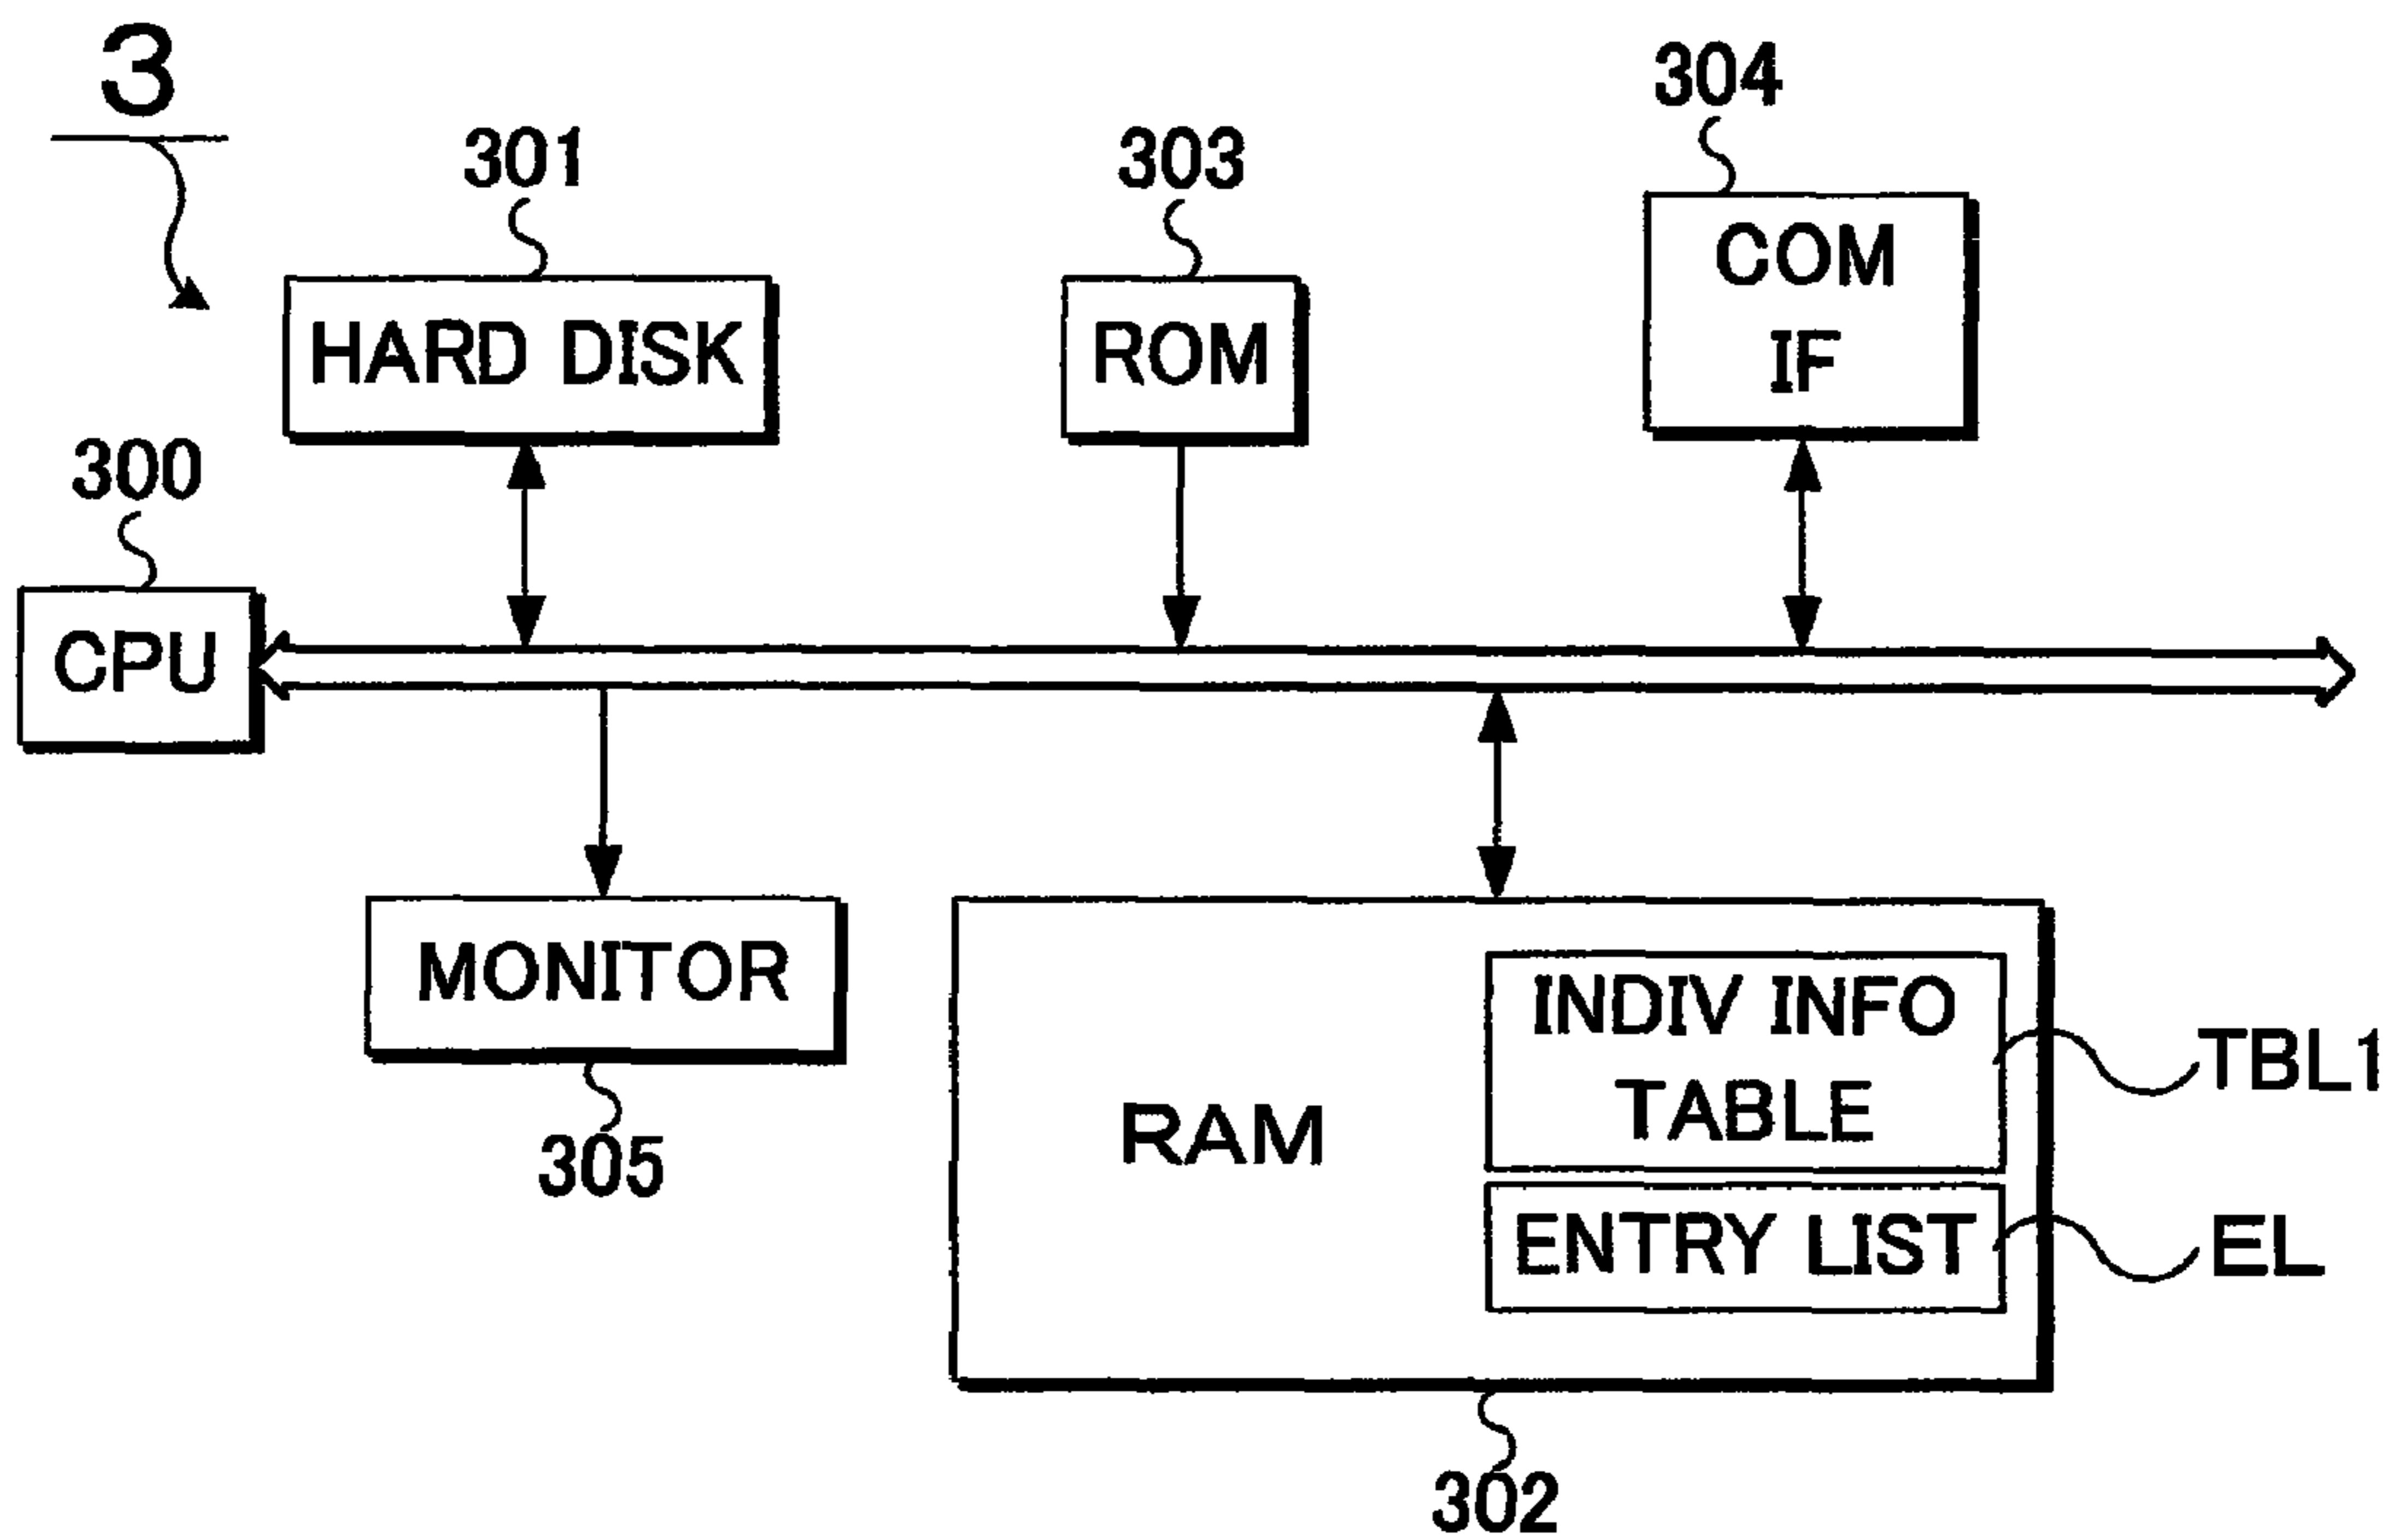 3
304
301
303
COM
IF
HARD DISK
ROM
300
CPU
MONITOR
INDIV INFO
TABLE
TBL1
RAM
305
ENTRY LIST
EL
302